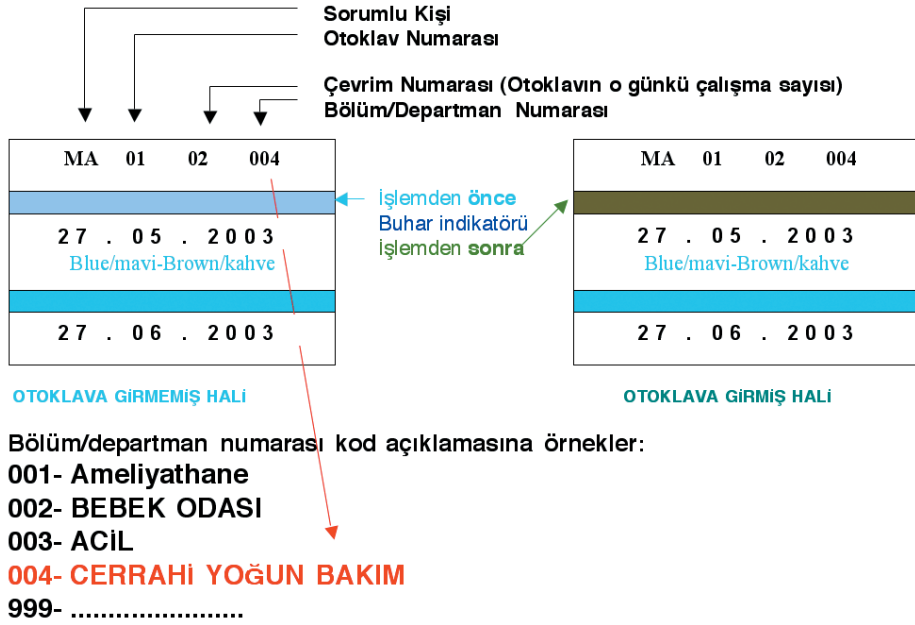 Sorumlu Kişi
Otoklav Numarası
Çevrim Numarası (Otoklavın o günkü çalışma sayısı)
Bölüm/Departman Numarası
MA 01 02 004
27 . 05 . 2003
Blue/mavi-Brown/kahve
27 . 06 . 2003
OTOKLAVA GİRMEMİŞ HALİ
İşlemden önce
Buhar indikatörü
İşlemden sonra
MA 01 02 004
27 . 05 . 2003
Blue/mavi-Brown/kahve
27 . 06 . 2003
OTOKLAVA GİRMİŞ HALİ
Bölüm/departman numarası kod açıklamasına örnekler:
001- Ameliyathane
002- BEBEK ODASI
003- ACİL
004- CERRAHİ YOĞUN BAKIM
999- .......................